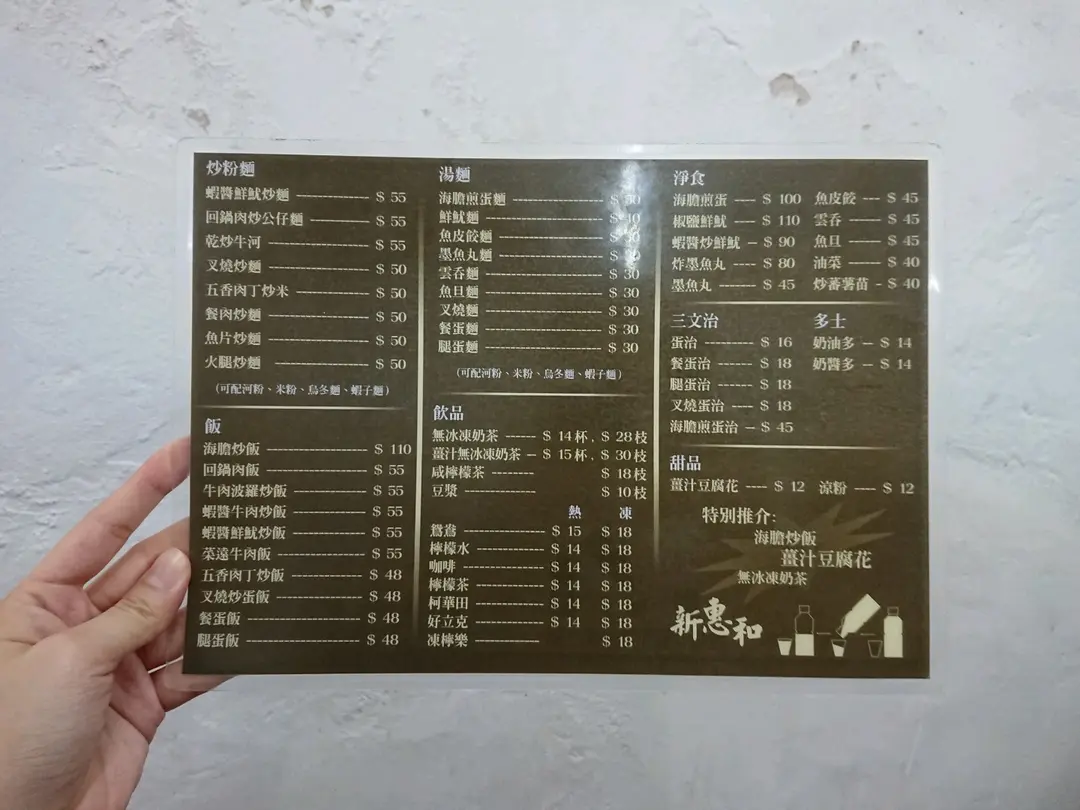 炒粉麵
蝦醬鮮魷炒麵 $ 55
回鍋肉炒公仔麵 $ 55
乾炒牛河 $ 55
叉燒炒麵 $ 50
五香肉丁炒米 $ 50
餐肉炒麵 $ 50
魚片炒麵 $ 50
火腿炒麵 $ 50
(可配河粉、米粉、烏冬麵、蝦子麵)
飯
海膽炒飯 $ 110
回鍋肉飯 $ 55
牛肉波羅炒飯 $ 55
蝦醬牛肉炒飯 $ 55
蝦醬鮮魷炒飯 $ 55
菜遠牛肉飯 $ 55
五香肉丁炒飯 $ 48
叉燒炒蛋飯 $ 48
餐蛋飯 $ 48
腿蛋飯 $ 48
湯麵
海膽煎蛋麵 $
鮮魷麵 $
魚皮餃麵 $
墨魚丸麵 $
雲吞麵 $ 30
魚旦麵 $ 30
叉燒麵 $ 30
餐蛋麵 $ 30
腿蛋麵 $ 30
(可配河粉、米粉、烏冬麵、蝦子麵)
飲品
無冰凍奶茶 $ 14杯、$ 28枝
薑汁無冰凍奶茶 $ 15杯、$ 30枝
咸檸檬茶 $ 18枝
豆漿 $ 10枝
熱 凍
鴛鴦 $ 15 $ 18
檸檬水 $ 14 $ 18
咖啡 $ 14 $ 18
檸檬茶 $ 14 $ 18
柯華田 $ 14 $ 18
好立克 $ 14 $ 18
凍檸樂 $ 18
淨食
海膽煎蛋 $ 100 魚皮餃 $ 45
椒鹽鮮魷 $ 110 雲吞 $ 45
蝦醬炒鮮魷 $ 90 魚旦 $ 45
炸墨魚丸 $ 80 油菜 $ 40
墨魚丸 $ 45 炒蕃薯苗 $ 40
三文治 多士
蛋治 $ 16 奶油多 $ 14
餐蛋治 $ 18 奶醬多 $ 14
腿蛋治 $ 18
叉燒蛋治 $ 18
海膽煎蛋治 $ 45
甜品
薑汁豆腐花 $ 12 涼粉 $ 12
特別推介:
海膽炒飯
薑汁豆腐花
無冰凍奶茶
新惠和